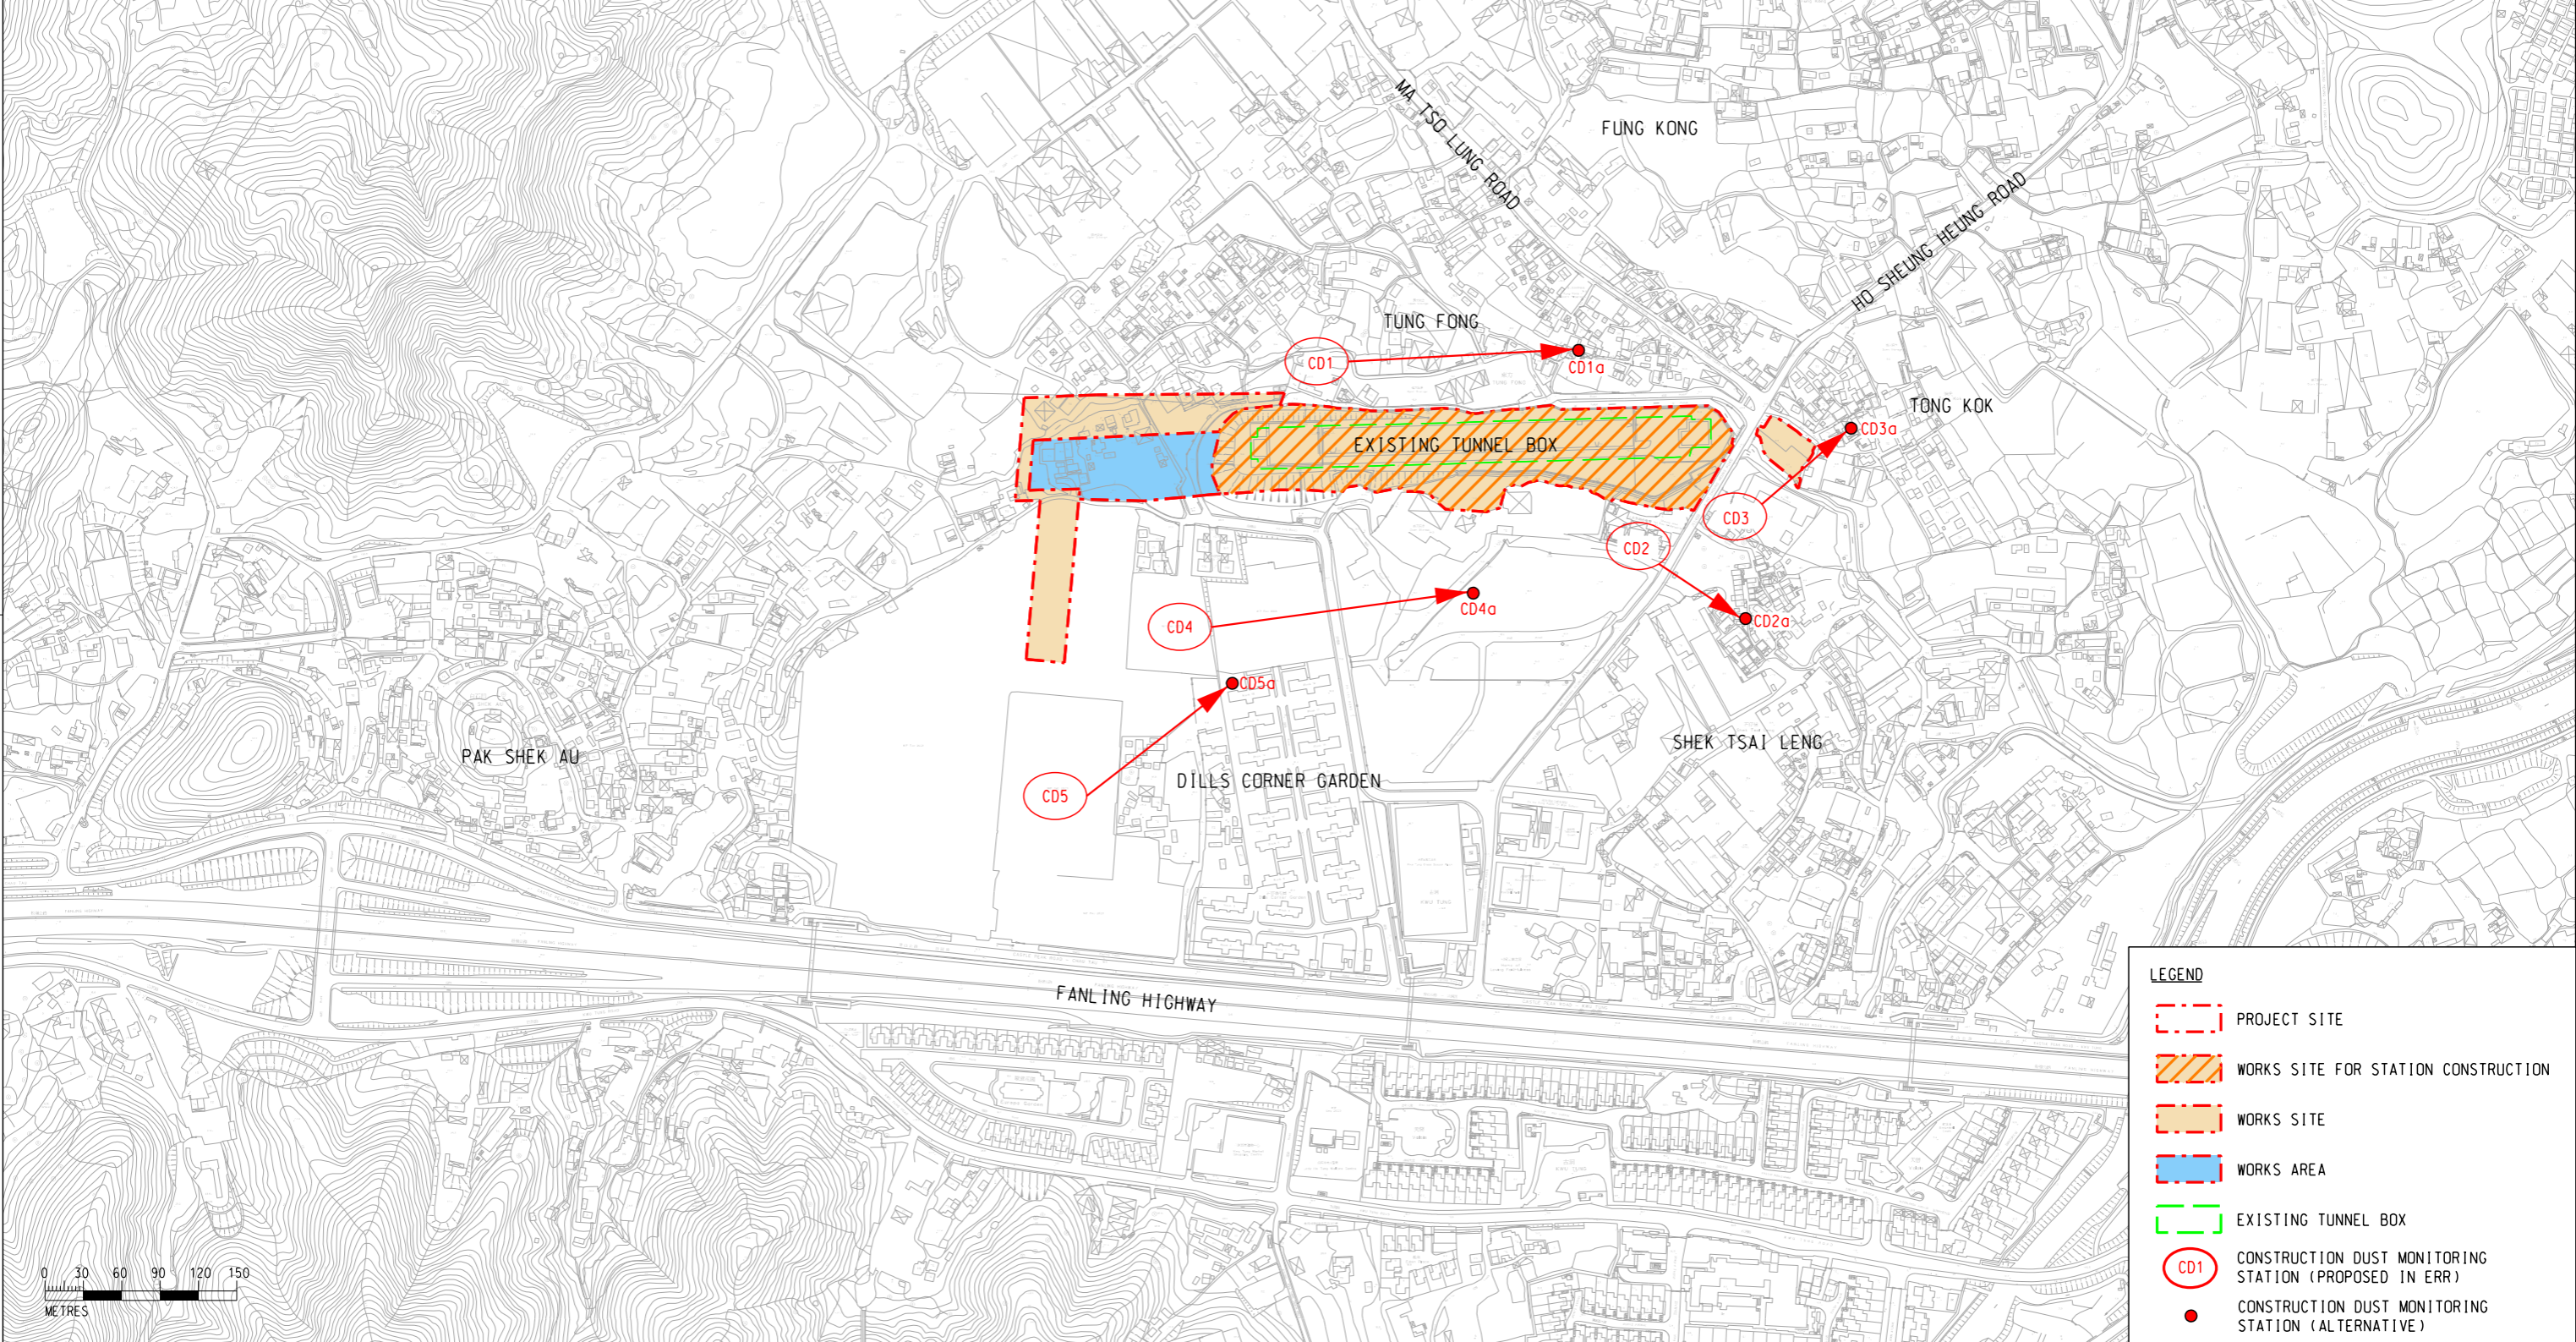 MA TSO LUNG ROAD
FUNG KONG
HO SHEUNG HEUNG ROAD
TUNG FONG
CD1
CD1a
TONG KOK
CD3a
EXISTING TUNNEL BOX
CD3
CD2
CD4a
CD2a
CD4
CD5a
SHEK TSAI LENG
PAK SHEK AU
DILLS CORNER GARDEN
CD5
FANLING HIGHWAY
LEGEND
PROJECT SITE
WORKS SITE FOR STATION CONSTRUCTION
WORKS SITE
WORKS AREA
EXISTING TUNNEL BOX
CD1
CONSTRUCTION DUST MONITORING
STATION (PROPOSED IN ERR)
CONSTRUCTION DUST MONITORING
STATION (ALTERNATIVE)
0 30 60 90 120 150
METRES